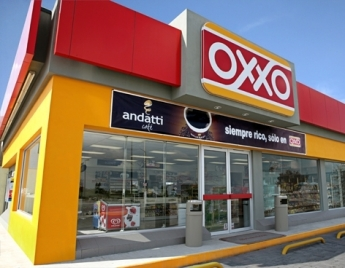 OXXO
andatti
café
siempre rico, sólo en OXXO